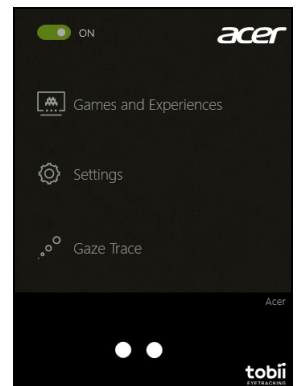 ON
acer
Games and Experiences
Settings
Gaze Trace
Acer
tobii
EYETRACKING